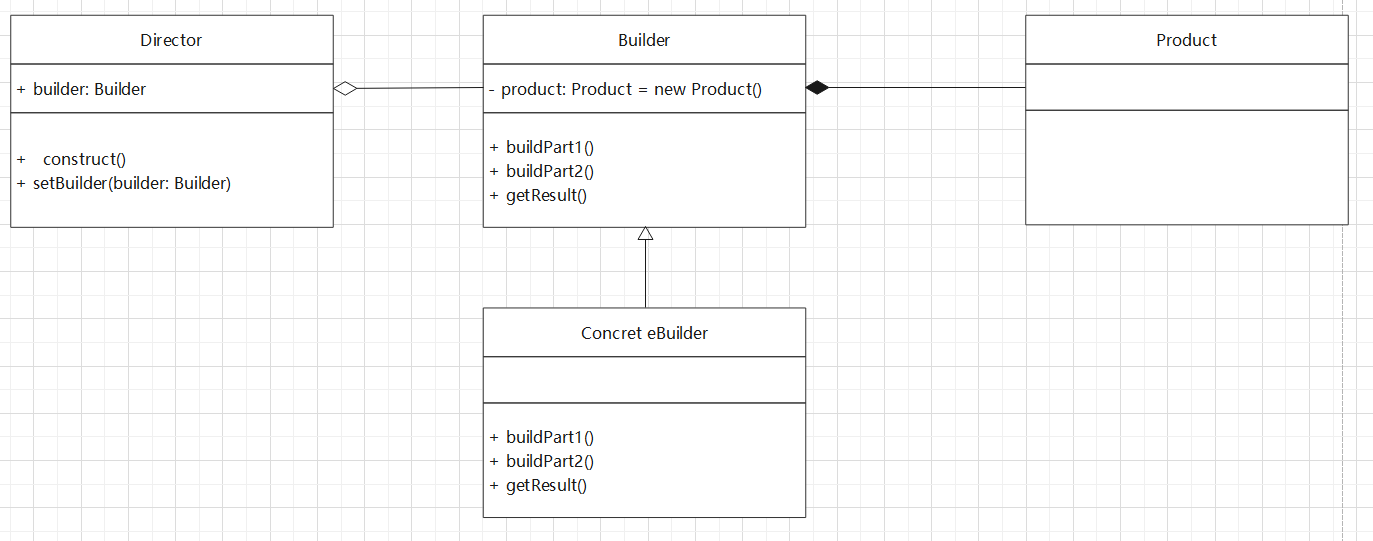 Director
+ builder: Builder
+ construct()
+ setBuilder(builder: Builder)
Builder
- product: Product = new Product()
+ buildPart1()
+ buildPart2()
+ getResult()
Product
Concret eBuilder
+ buildPart1()
+ buildPart2()
+ getResult()